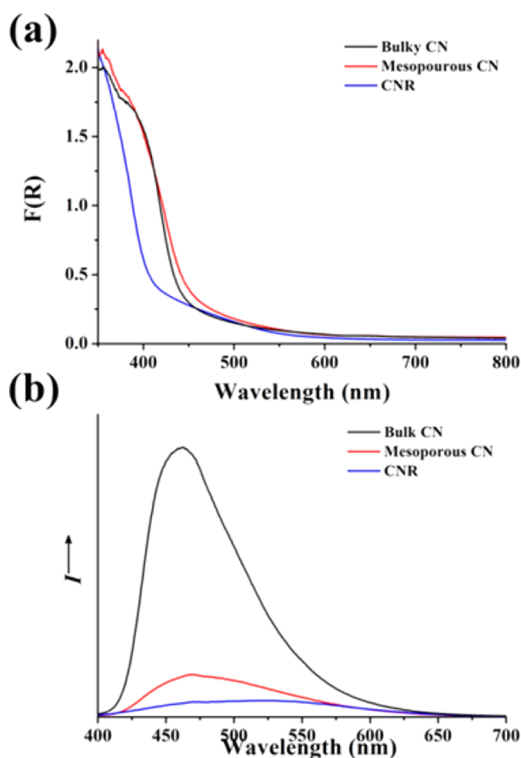 (a)
Bulky CN
Mesopourous CN
CNR
F(R)
2.0
1.5
1.0
0.5
0.0
400 500 600 700 800
Wavelength (nm)
(b)
Bulk CN
Mesoporous CN
CNR
I
400 450 500 550 600 650 700
Wavelength (nm)